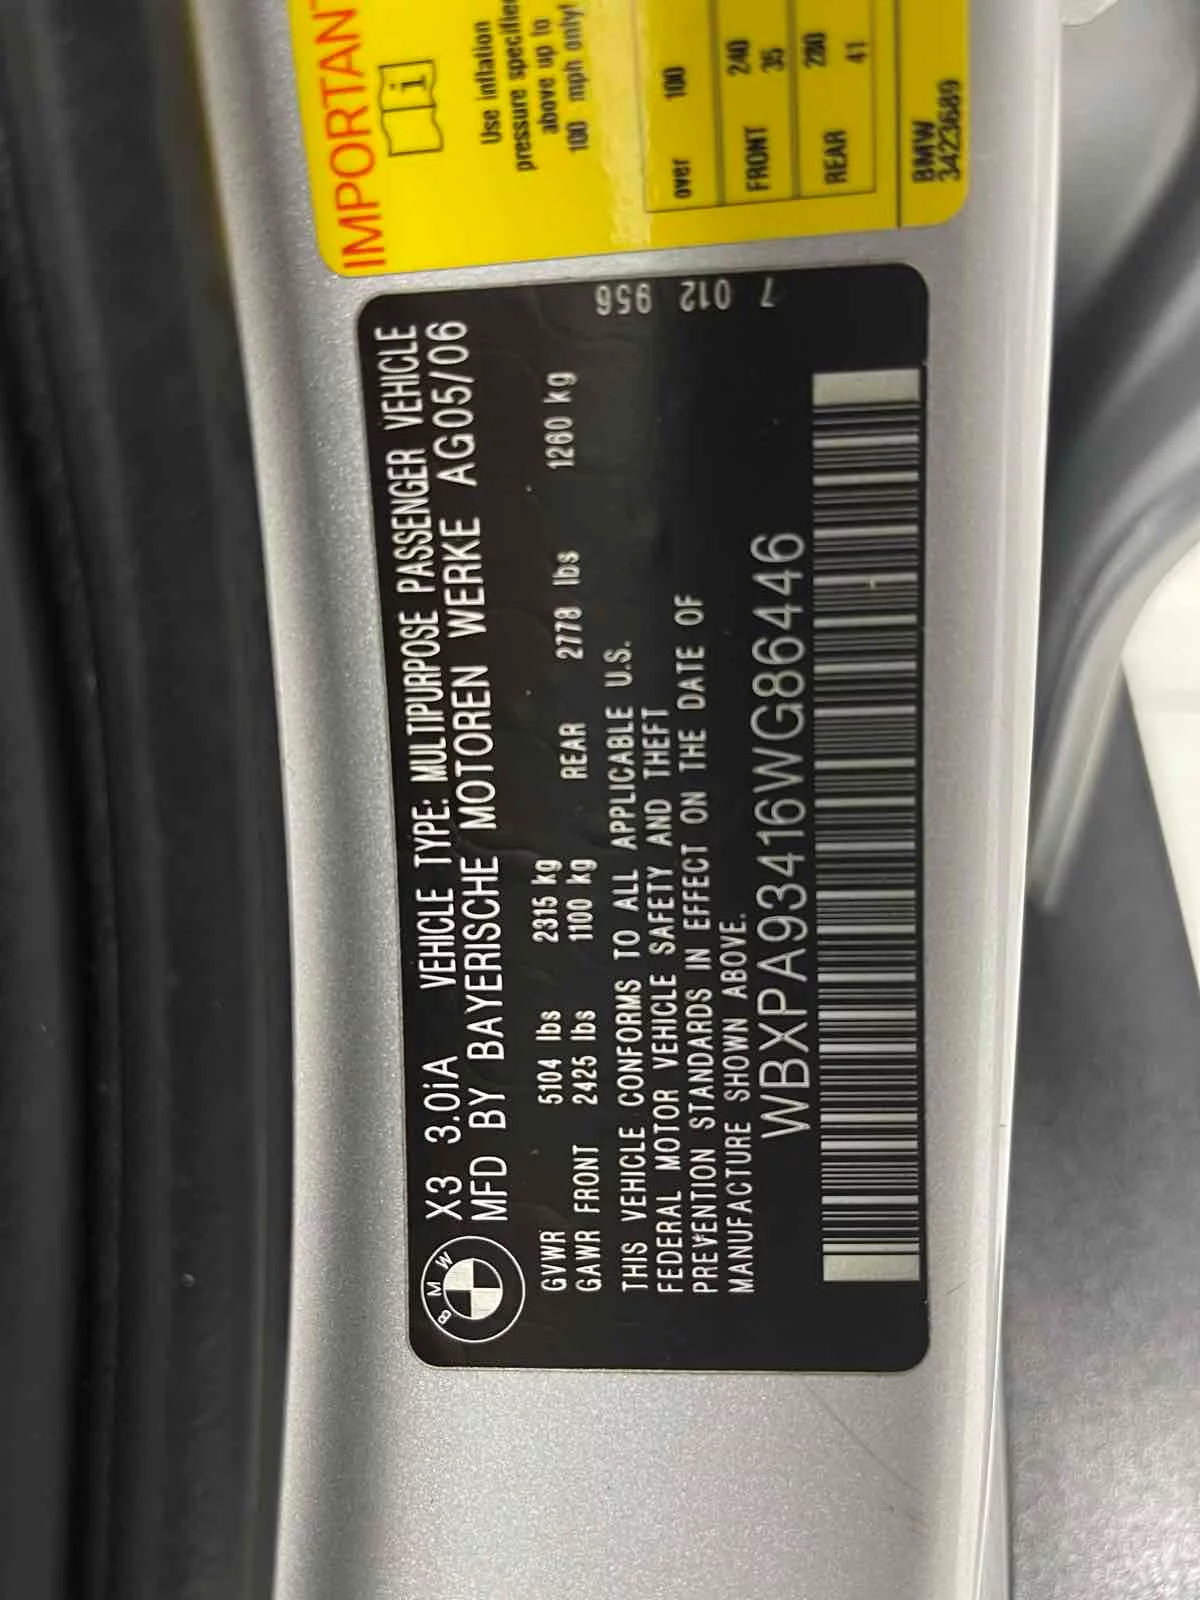 X3 3.0iA VEHICLE TYPE: MULTIPURPOSE PASSENGER VEHICLE
MFD BY BAYERISCHE MOTOREN WERKE AG05/06
GVWR 5104 lbs 2315 kg
GAWR FRONT 2425 lbs 1100 kg REAR 2778 lbs 1260 kg
THIS VEHICLE CONFORMS TO ALL APPLICABLE U.S.
FEDERAL MOTOR VEHICLE SAFETY AND THEFT
PREVENTION STANDARDS IN EFFECT ON THE DATE OF
MANUFACTURE SHOWN ABOVE.
WBXPA93416WG86446
7 012 956
BMW
IMPORTANT
Use inflation
pressure specifie
above up to
100 mph only!
over 100
FRONT 240
35
REAR 280
41
BMW
3423689